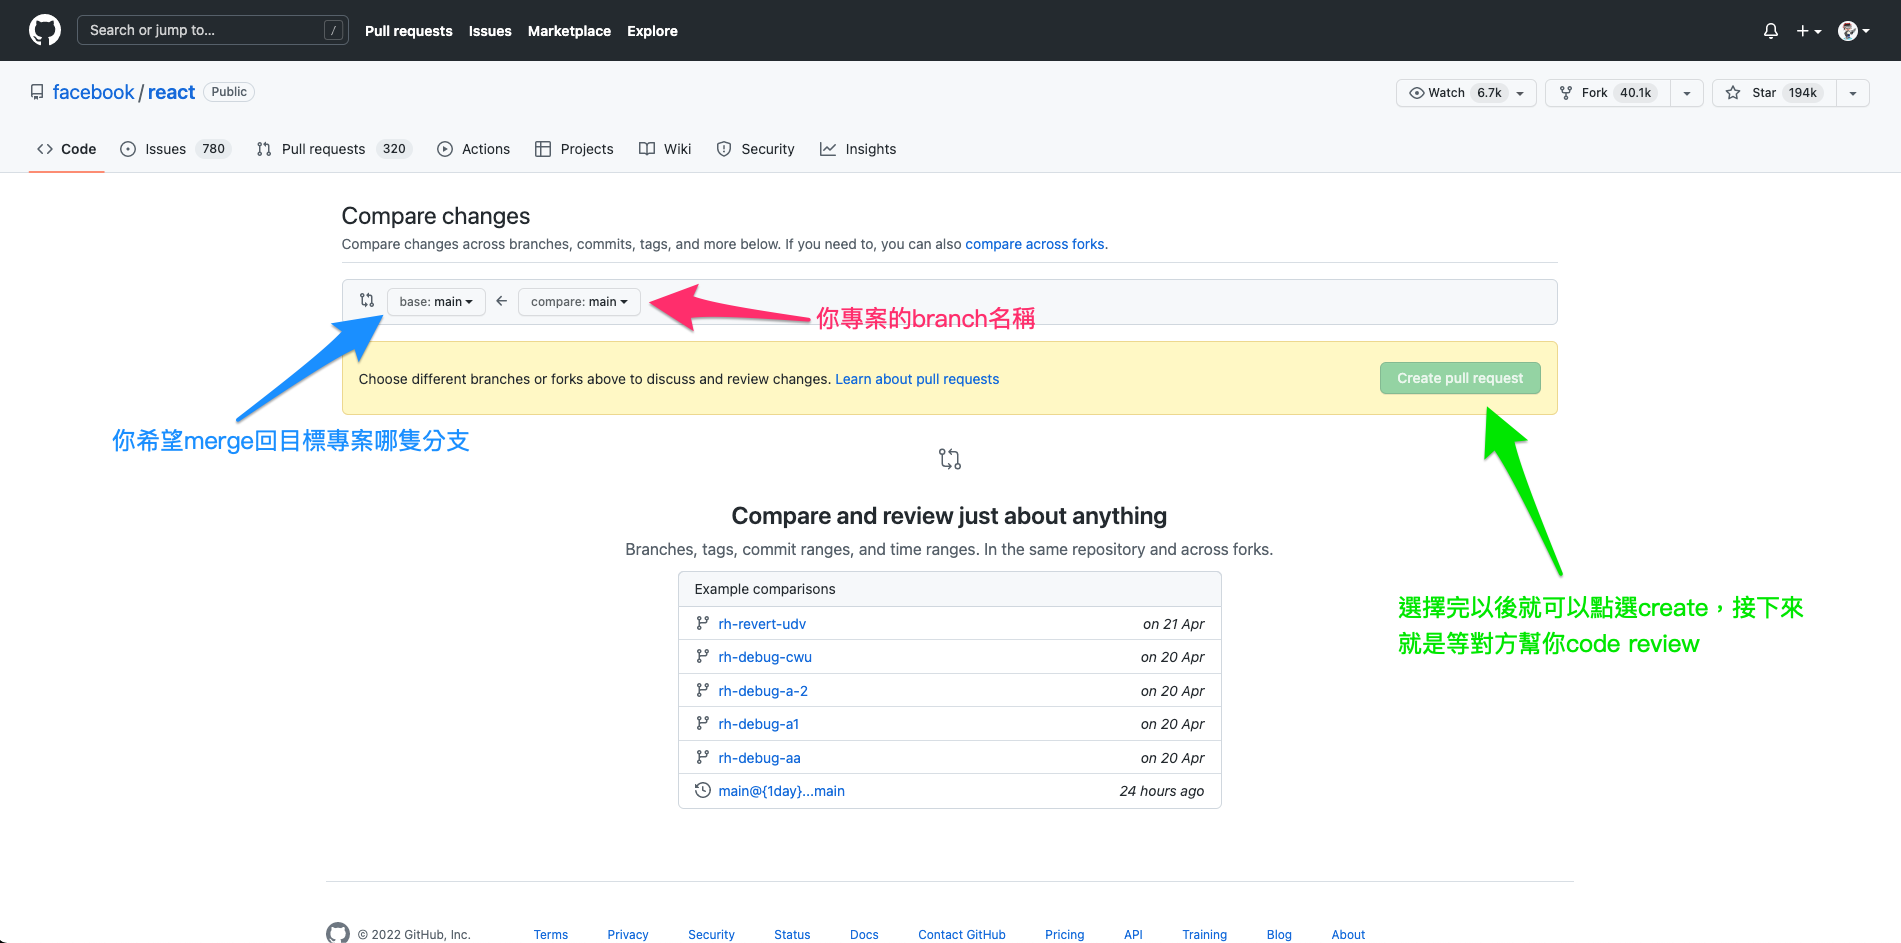 Search or jump to... / Pull requests Issues Marketplace Explore
facebook / react Public Watch 6.7k Fork 40.1k Star 194k
Code Issues 780 Pull requests 320 Actions Projects Wiki Security Insights
Compare changes
Compare changes across branches, commits, tags, and more below. If you need to, you can also compare across forks.
base: main ← compare: main
你專案的branch名稱
Choose different branches or forks above to discuss and review changes. Learn about pull requests Create pull request
你希望merge回目標專案哪隻分支
Compare and review just about anything
Branches, tags, commit ranges, and time ranges. In the same repository and across forks.
Example comparisons
rh-revert-udv on 21 Apr
rh-debug-cwu on 20 Apr
rh-debug-a-2 on 20 Apr
rh-debug-a1 on 20 Apr
rh-debug-aa on 20 Apr
main@{1day}...main 24 hours ago
選擇完以後就可以點選create，接下來
就是等對方幫你code review
© 2022 GitHub, Inc. Terms Privacy Security Status Docs Contact GitHub Pricing API Training Blog About